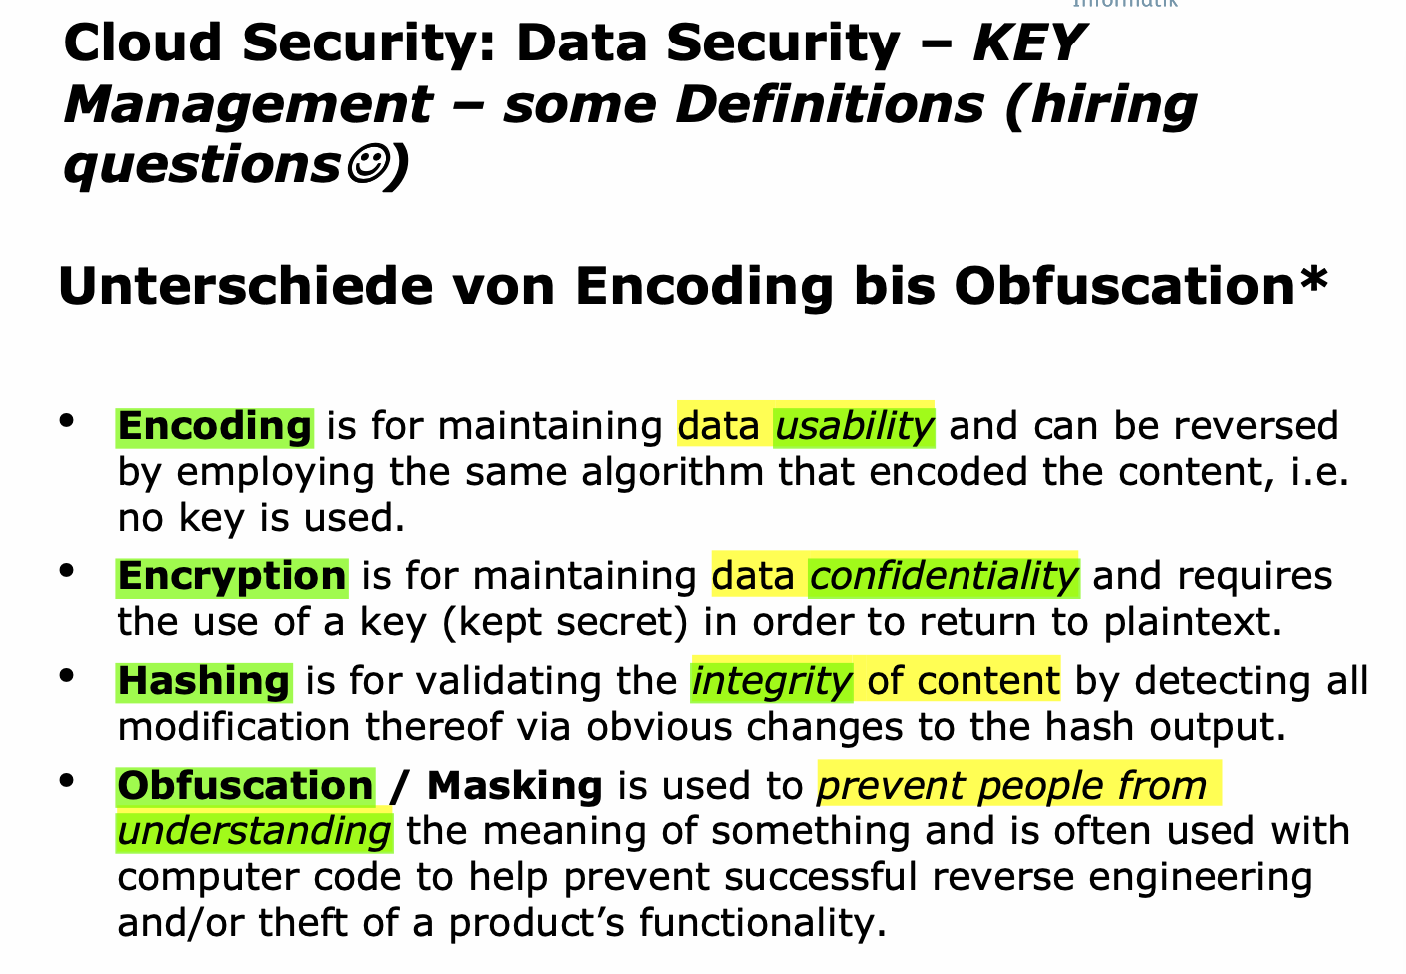 Informatik
Cloud Security: Data Security – KEY
Management – some Definitions (hiring
questions☺)
Unterschiede von Encoding bis Obfuscation*
• Encoding is for maintaining data usability and can be reversed
by employing the same algorithm that encoded the content, i.e.
no key is used.
• Encryption is for maintaining data confidentiality and requires
the use of a key (kept secret) in order to return to plaintext.
• Hashing is for validating the integrity of content by detecting all
modification thereof via obvious changes to the hash output.
• Obfuscation / Masking is used to prevent people from
understanding the meaning of something and is often used with
computer code to help prevent successful reverse engineering
and/or theft of a product’s functionality.